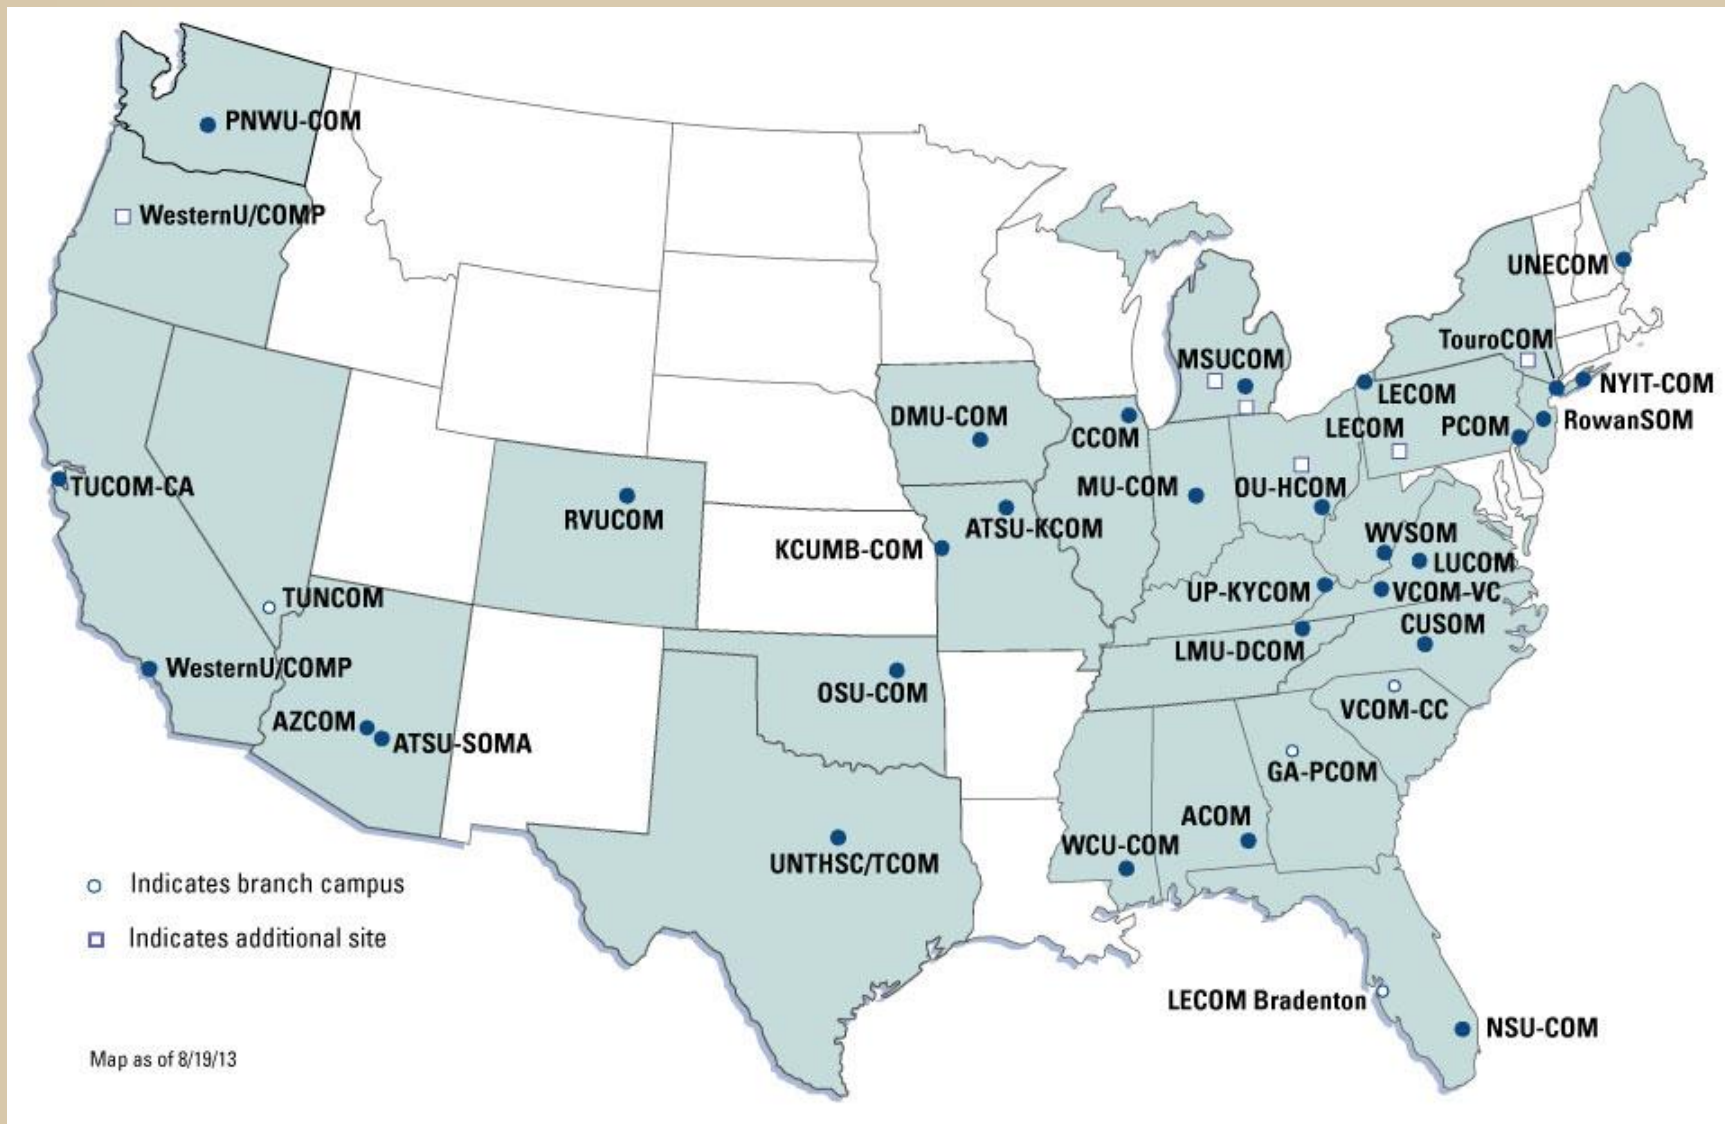 PNWU-COM
WesternU/COMP
UNECOM
TouroCOM
MSUCOM
NYIT-COM
LECOM
DMU-COM
CCOM
LECOM
PCOM
RowanSOM
TUCOM-CA
MU-COM
OU-HCOM
RVUCOM
ATSU-KCOM
KCUMB-COM
WVSOM
LUCOM
TUNCOM
UP-KYCOM
VCOM-VC
CUSOM
LMU-DCOM
WesternU/COMP
OSU-COM
VCOM-CC
AZCOM
ATSU-SOMA
GA-PCOM
ACOM
WCU-COM
UNTHSC/TCOM
Indicates branch campus
Indicates additional site
LECOM Bradenton
NSU-COM
Map as of 8/19/13